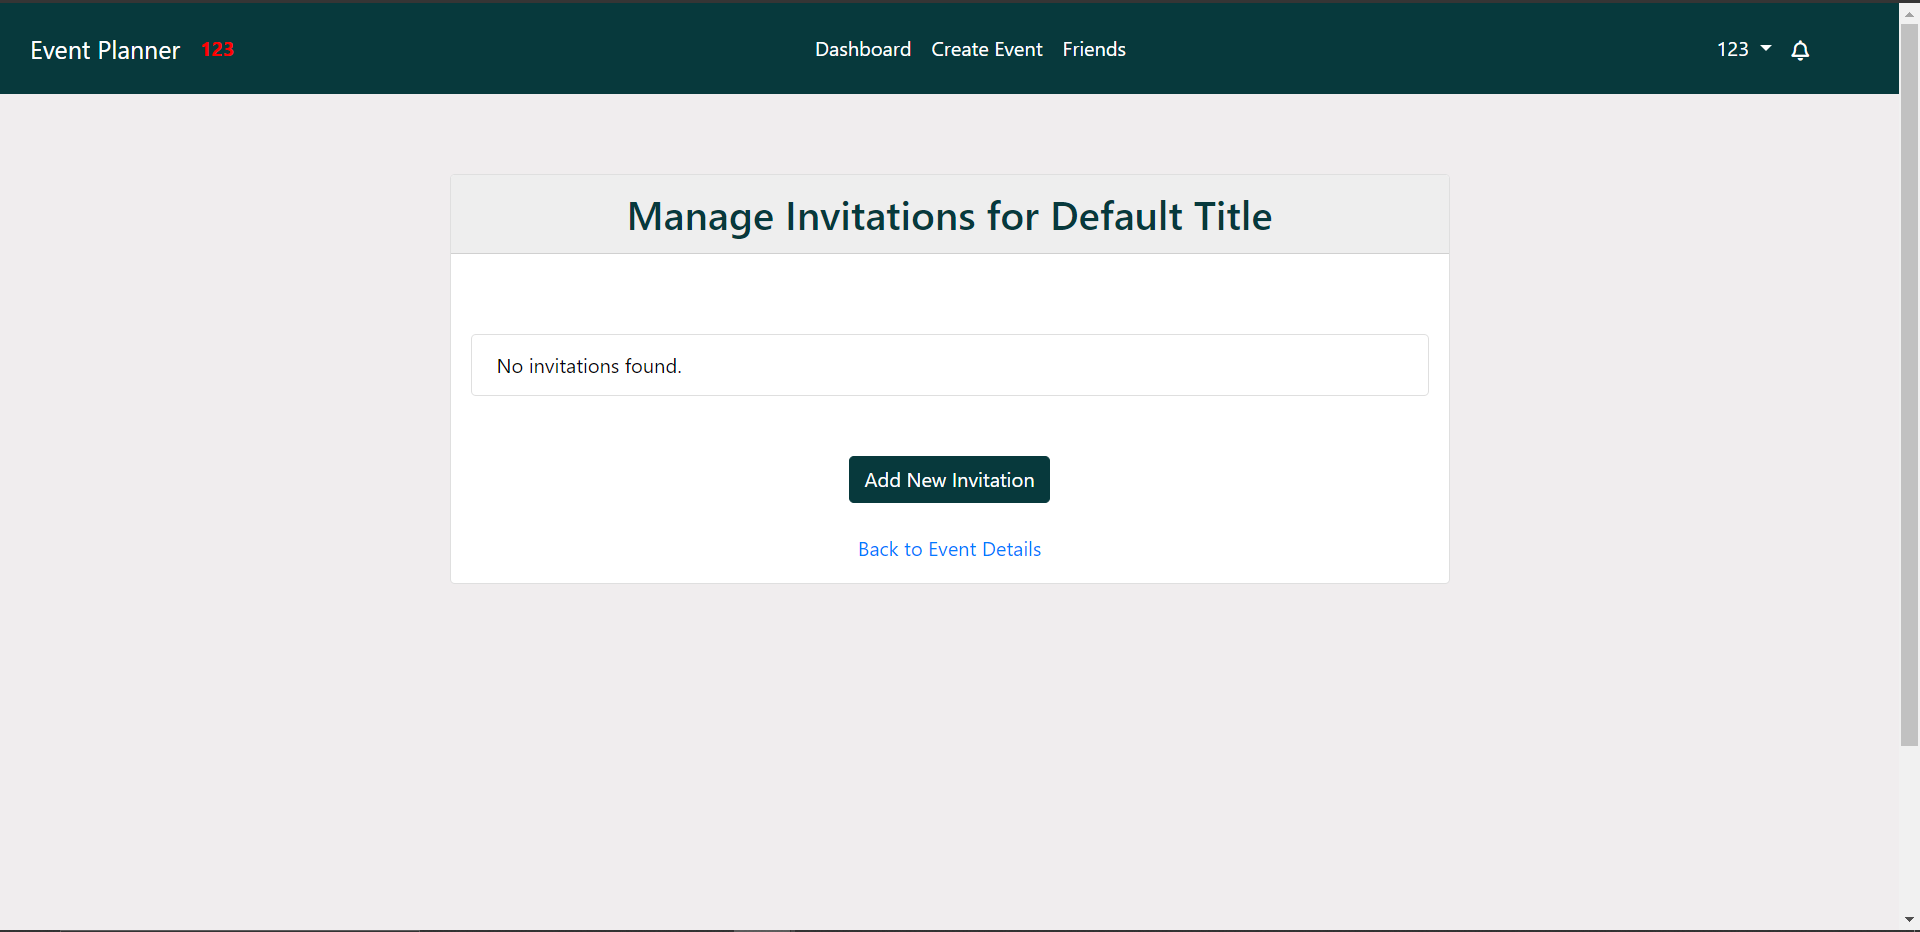 Event Planner 123 Dashboard Create Event Friends 123
Manage Invitations for Default Title
No invitations found.
Add New Invitation
Back to Event Details